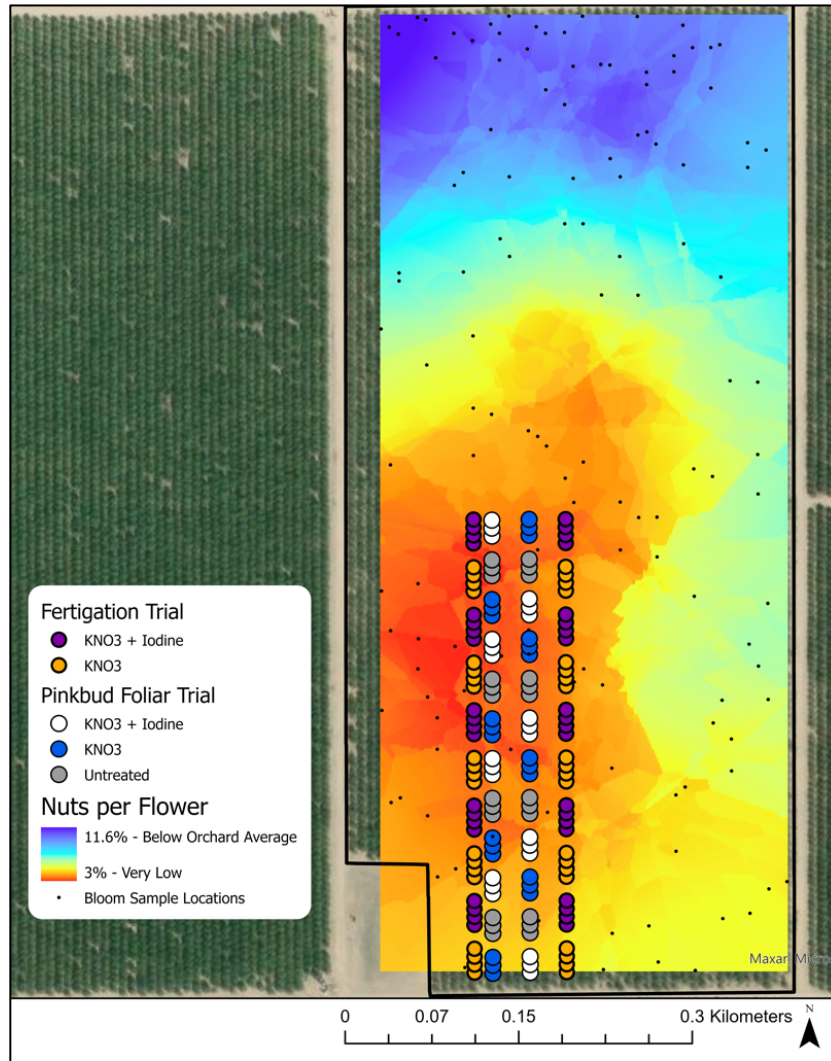 Fertigation Trial
KNO3 + Iodine
KNO3
Pinkbud Foliar Trial
KNO3 + Iodine
KNO3
Untreated
Nuts per Flower
11.6% - Below Orchard Average
3% - Very Low
Bloom Sample Locations
Maxar
0 0.07 0.15 0.3 Kilometers
N